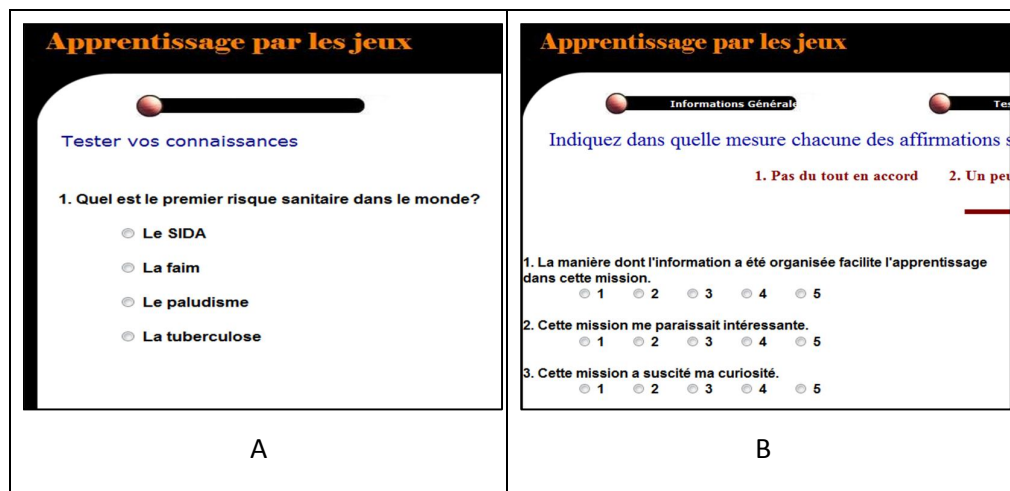 Apprentissage par les jeux
Tester vos connaissances
1. Quel est le premier risque sanitaire dans le monde?
Le SIDA
La faim
Le paludisme
La tuberculose
A
Apprentissage par les jeux
Informations Générale
Indiquez dans quelle mesure chacune des affirmations
1. Pas du tout en accord 2. Un peu
1. La manière dont l'information a été organisée facilite l'apprentissage
dans cette mission.
1 2 3 4 5
2. Cette mission me paraissait intéressante.
1 2 3 4 5
3. Cette mission a suscité ma curiosité.
1 2 3 4 5
B